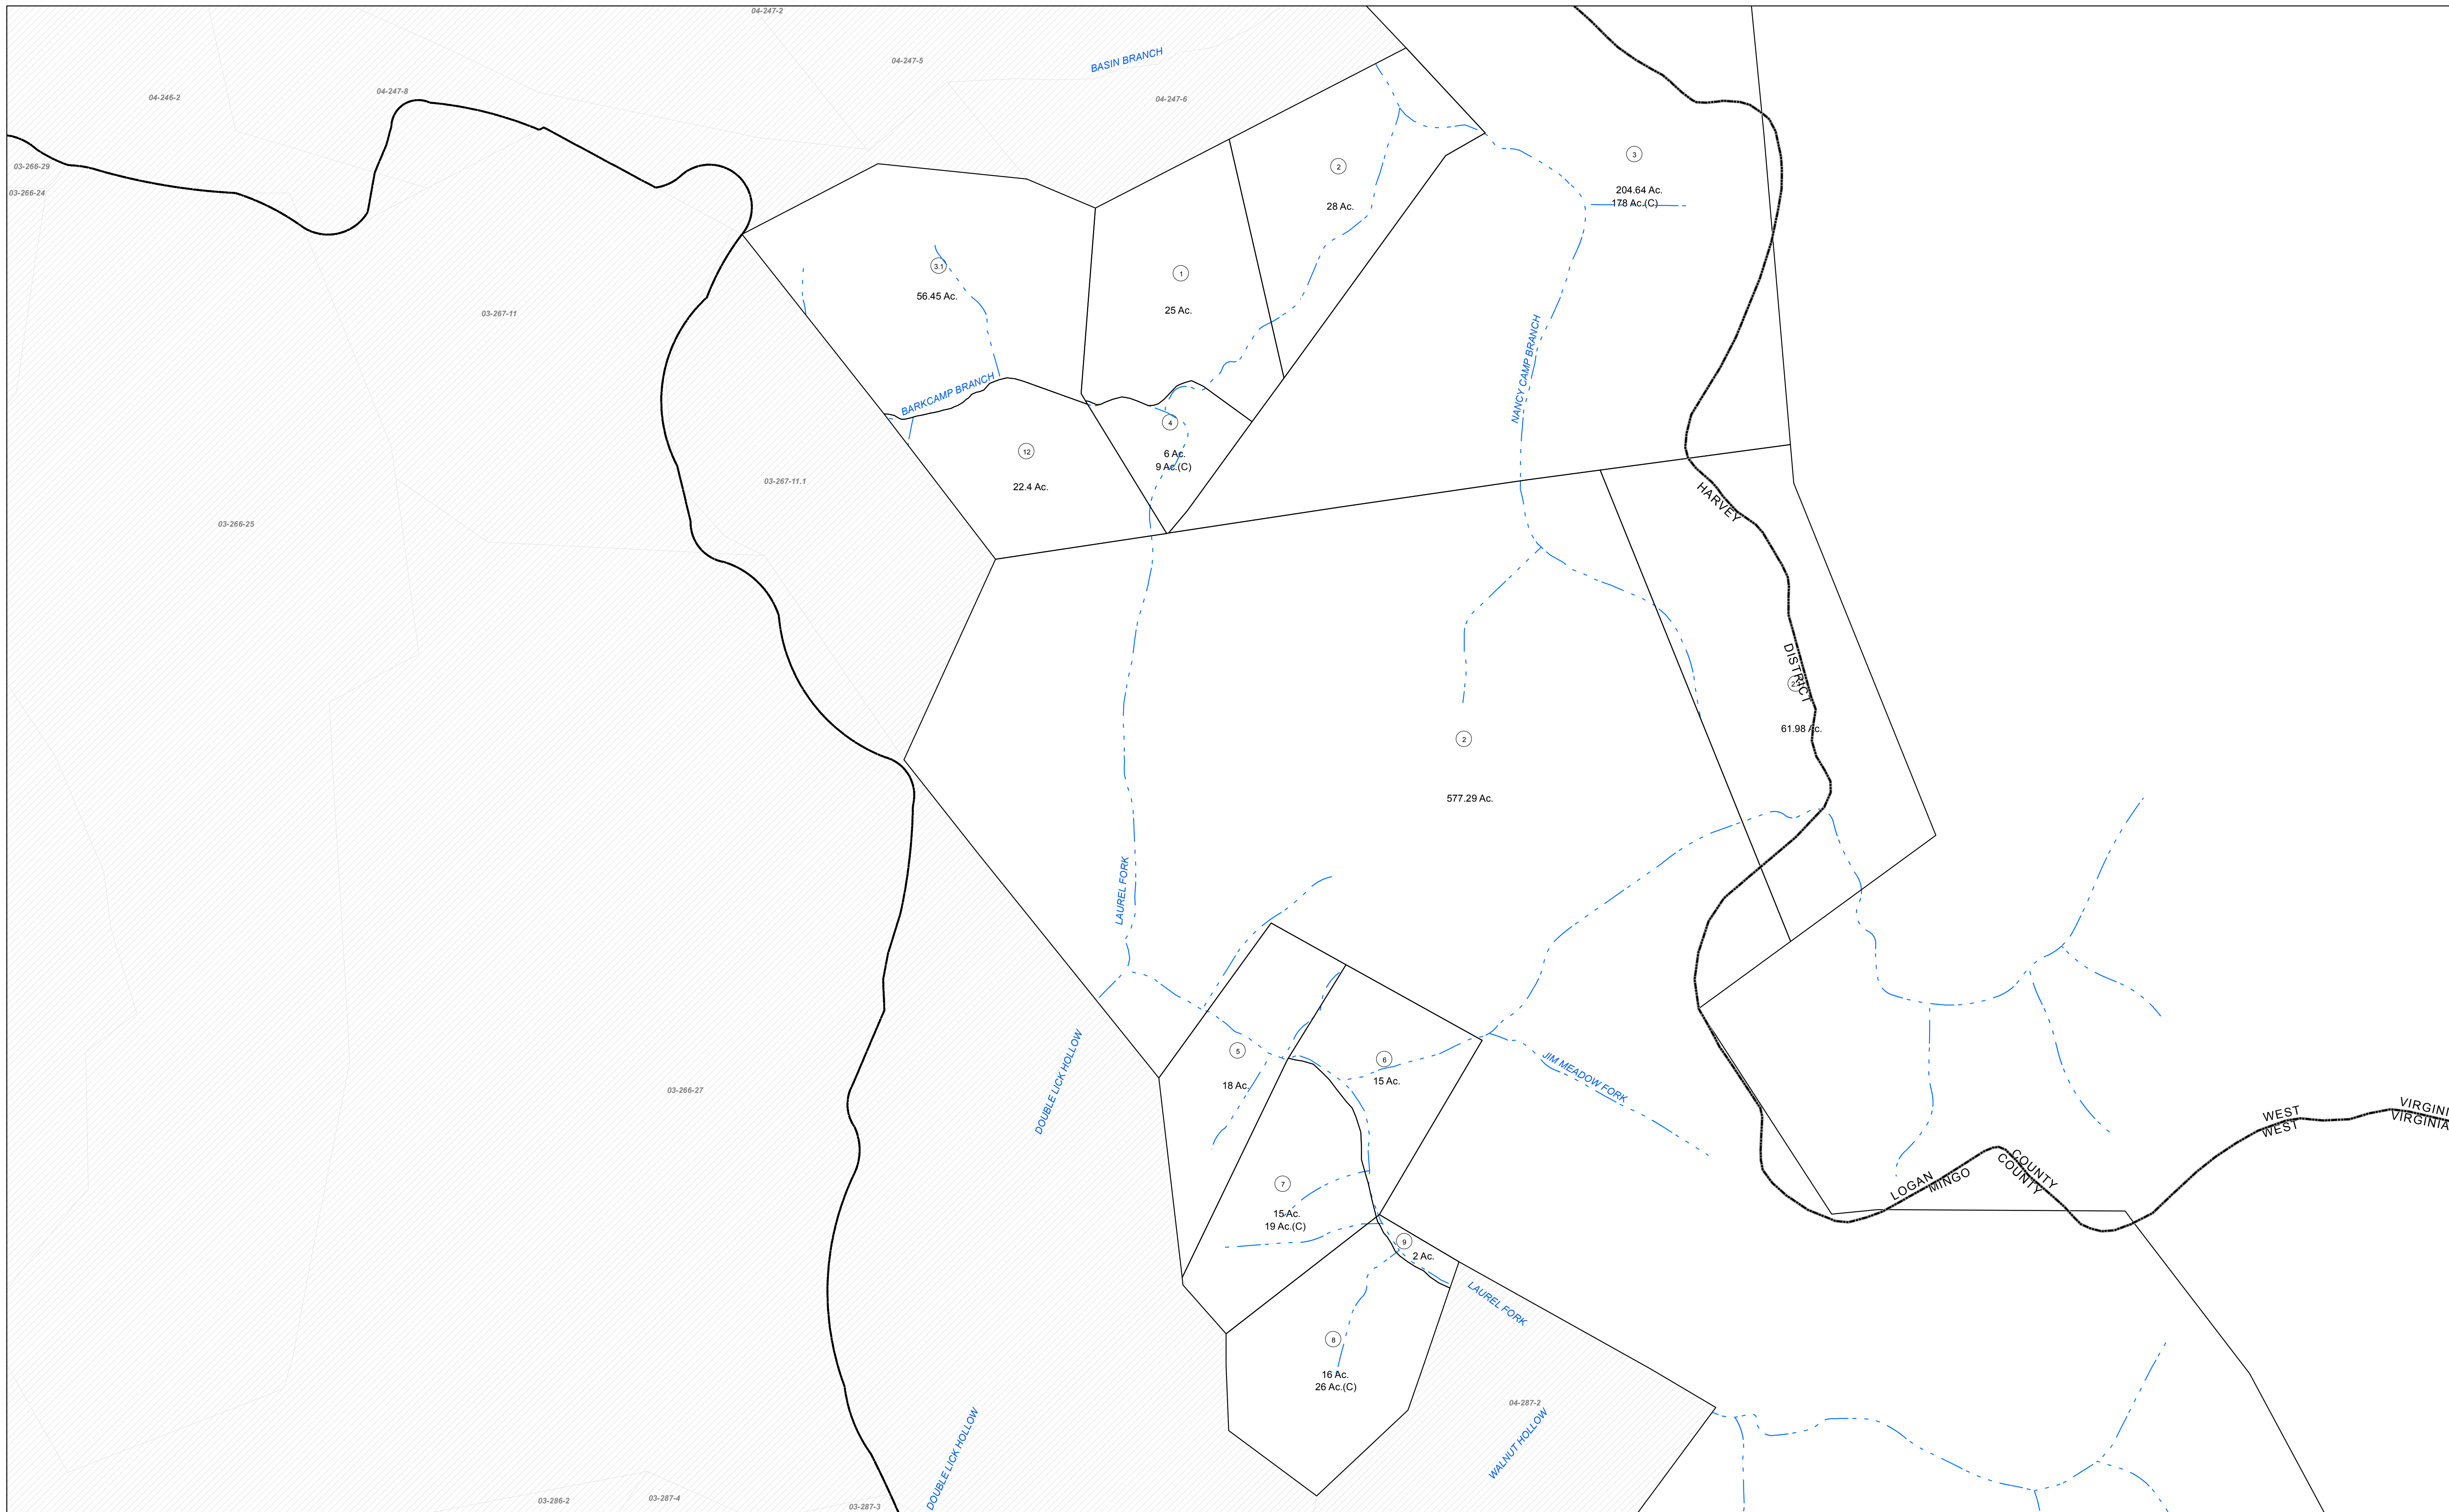 04-247-2
04-247-5
BASIN BRANCH
04-246-2
04-247-8
04-247-6
03-266-29
03-266-24
2
28 Ac.
3
204.64 Ac.
178 Ac.(C)
3.1
56.45 Ac.
1
25 Ac.
03-267-11
NANCY CAMP BRANCH
BARKCAMP BRANCH
4
6 Ac.
9 Ac.(C)
12
22.4 Ac.
03-267-11.1
03-266-25
HARVEY
DISTRICT
61.98 Ac.
2
577.29 Ac.
LAUREL FORK
DOUBLE LICK HOLLOW
5
18 Ac.
6
15 Ac.
JIM MEADOW FORK
03-266-27
7
15 Ac.
19 Ac.(C)
9
2 Ac.
LAUREL FORK
8
16 Ac.
26 Ac.(C)
04-287-2
WALNUT HOLLOW
DOUBLE LICK HOLLOW
LOGAN COUNTY WEST VIRGINI
MINGO COUNTY WEST VIRGINIA
03-286-2
03-287-4
03-287-3